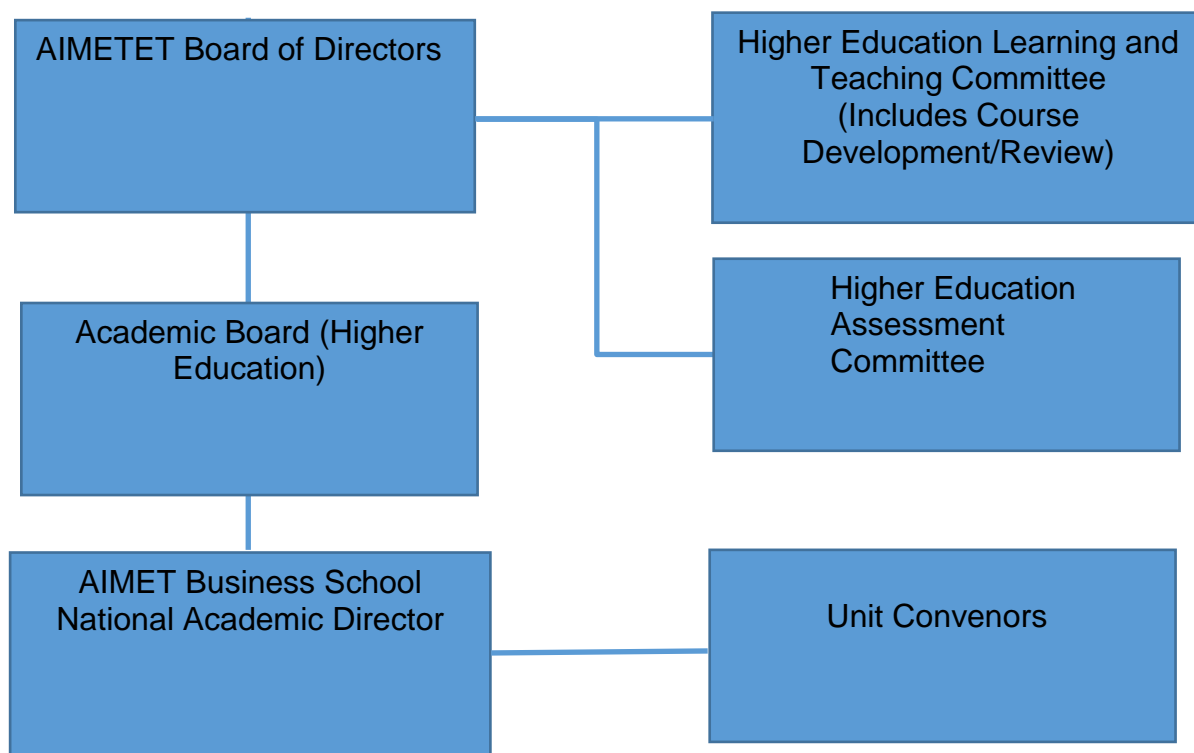 AIMETET Board of Directors
Higher Education Learning and
Teaching Committee
(Includes Course
Development/Review)
Higher Education
Assessment
Committee
Academic Board (Higher
Education)
AIMET Business School
National Academic Director
Unit Convenors